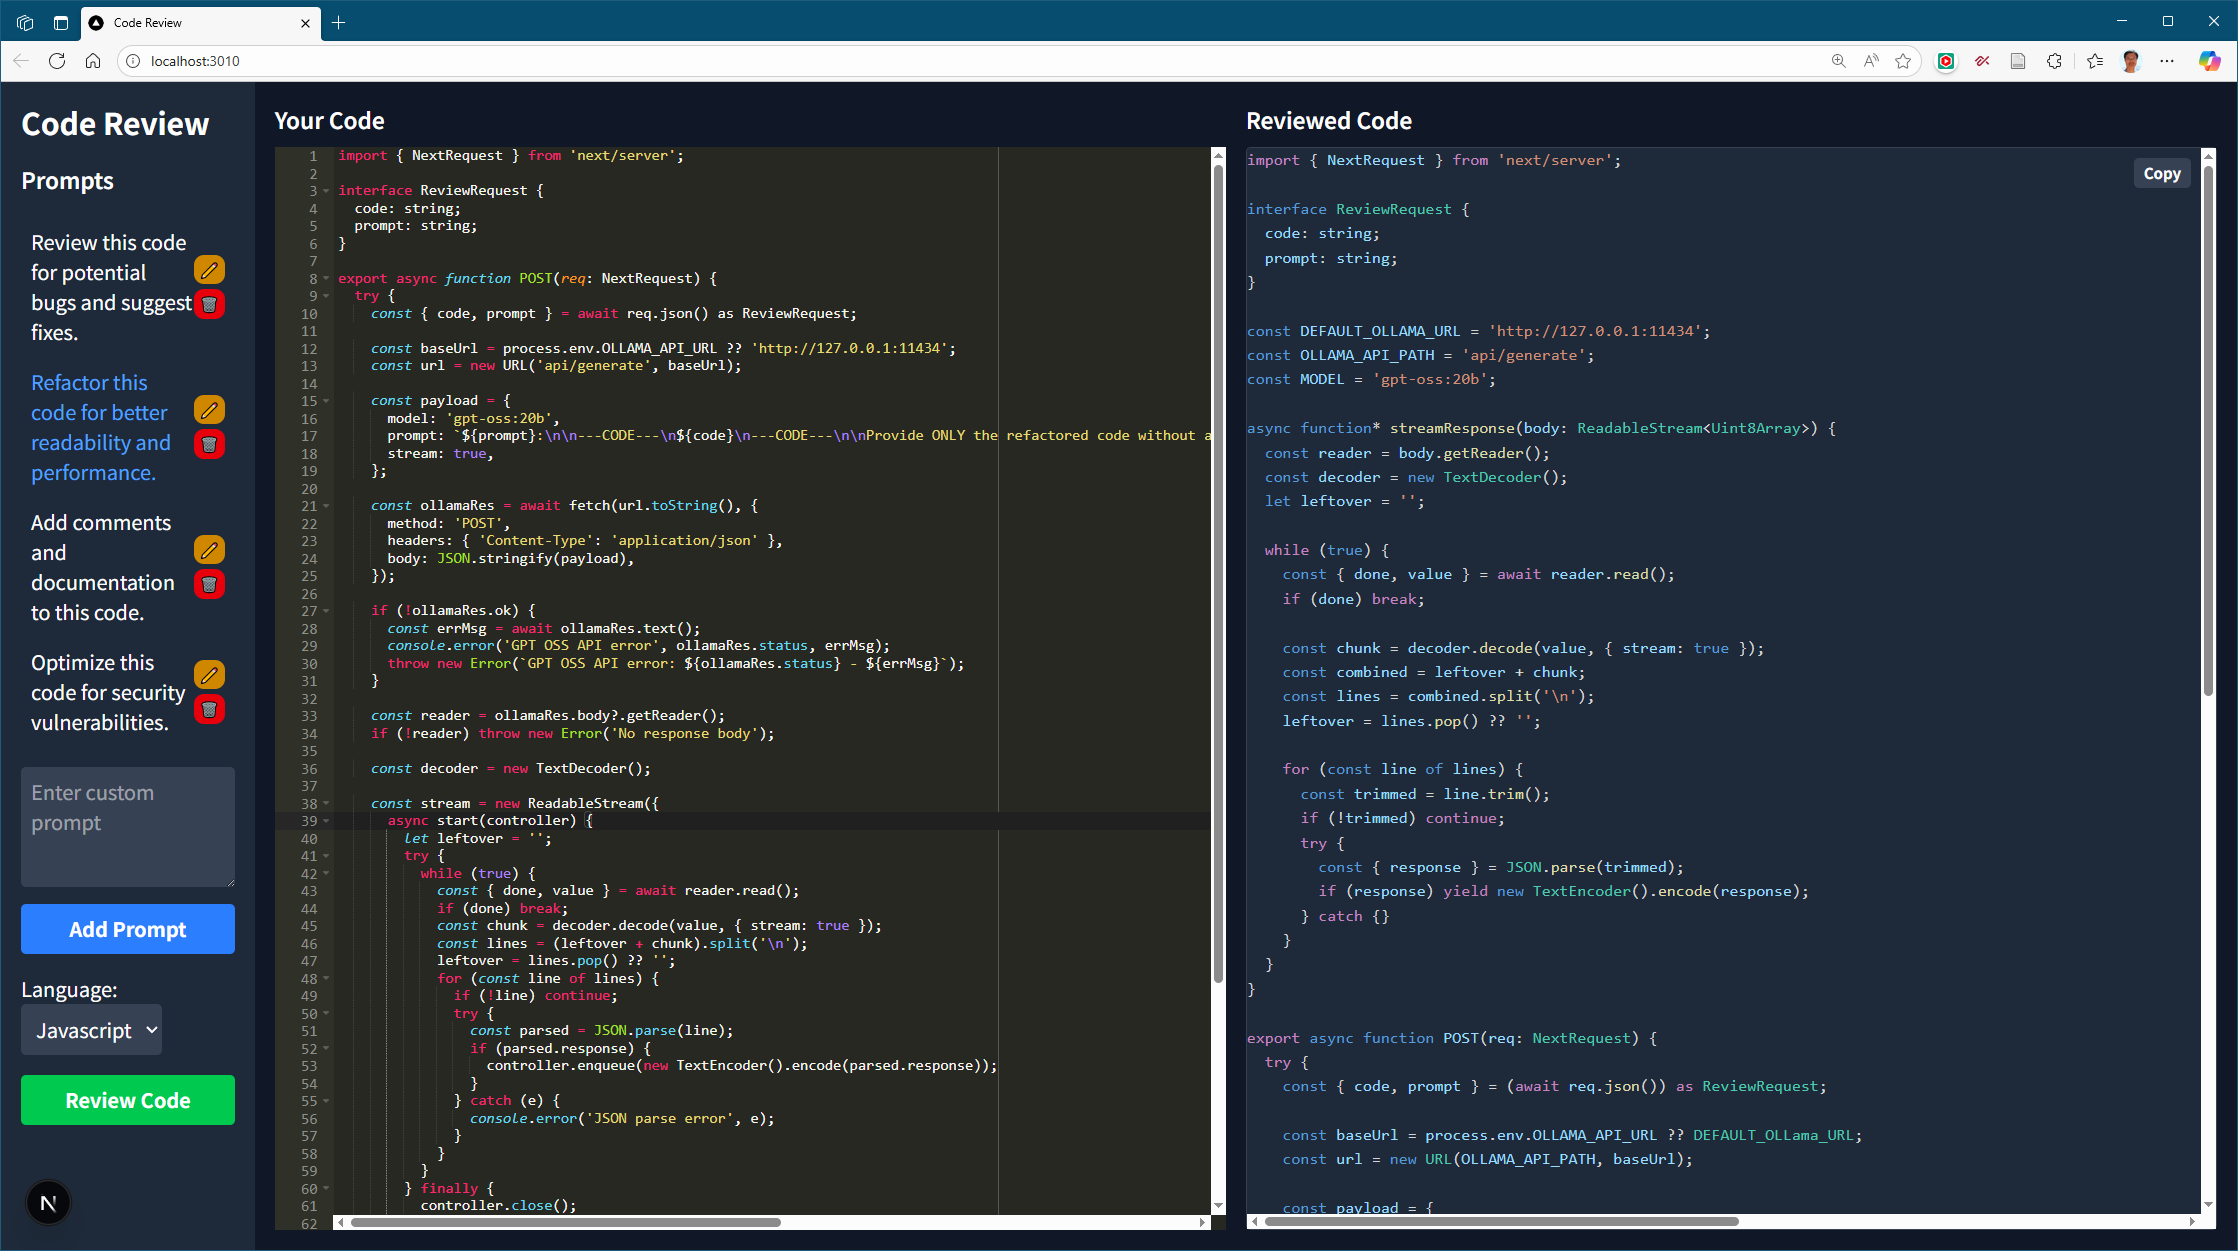 Code Review
localhost:3010
Code Review
Prompts
Review this code
for potential
bugs and suggest
fixes.
Refactor this
code for better
readability and
performance.
Add comments
and
documentation
to this code.
Optimize this
code for security
vulnerabilities.
Enter custom
prompt
Add Prompt
Language:
Javascript
Review Code
N
Your Code
1 import { NextRequest } from 'next/server';
2
3 interface ReviewRequest {
4   code: string;
5   prompt: string;
6 }
7
8 export async function POST(req: NextRequest) {
9   try {
10     const { code, prompt } = await req.json() as ReviewRequest;
11
12     const baseUrl = process.env.OLLAMA_API_URL ?? 'http://127.0.0.1:11434';
13     const url = new URL('api/generate', baseUrl);
14
15     const payload = {
16       model: 'gpt-oss:20b',
17       prompt: `${prompt}:\n\n---CODE---\n${code}\n---CODE---\n\nProvide ONLY the refactored code without a
18       stream: true,
19     };
20
21     const ollamaRes = await fetch(url.toString(), {
22       method: 'POST',
23       headers: { 'Content-Type': 'application/json' },
24       body: JSON.stringify(payload),
25     });
26
27     if (!ollamaRes.ok) {
28       const errMsg = await ollamaRes.text();
29       console.error('GPT OSS API error', ollamaRes.status, errMsg);
30       throw new Error(`GPT OSS API error: ${ollamaRes.status} - ${errMsg}`);
31     }
32
33     const reader = ollamaRes.body?.getReader();
34     if (!reader) throw new Error('No response body');
35
36     const decoder = new TextDecoder();
37
38     const stream = new ReadableStream({
39       async start(controller) {
40         let leftover = '';
41         try {
42           while (true) {
43             const { done, value } = await reader.read();
44             if (done) break;
45             const chunk = decoder.decode(value, { stream: true });
46             const lines = (leftover + chunk).split('\n');
47             leftover = lines.pop() ?? '';
48             for (const line of lines) {
49               if (!line) continue;
50               try {
51                 const parsed = JSON.parse(line);
52                 if (parsed.response) {
53                   controller.enqueue(new TextEncoder().encode(parsed.response));
54                 }
55               } catch (e) {
56                 console.error('JSON parse error', e);
57               }
58             }
59           }
60         } finally {
61           controller.close();
62
Reviewed Code
Copy
import { NextRequest } from 'next/server';

interface ReviewRequest {
  code: string;
  prompt: string;
}

const DEFAULT_OLLAMA_URL = 'http://127.0.0.1:11434';
const OLLAMA_API_PATH = 'api/generate';
const MODEL = 'gpt-oss:20b';

async function* streamResponse(body: ReadableStream<Uint8Array>) {
  const reader = body.getReader();
  const decoder = new TextDecoder();
  let leftover = '';

  while (true) {
    const { done, value } = await reader.read();
    if (done) break;

    const chunk = decoder.decode(value, { stream: true });
    const combined = leftover + chunk;
    const lines = combined.split('\n');
    leftover = lines.pop() ?? '';

    for (const line of lines) {
      const trimmed = line.trim();
      if (!trimmed) continue;
      try {
        const { response } = JSON.parse(trimmed);
        if (response) yield new TextEncoder().encode(response);
      } catch {}
    }
  }
}

export async function POST(req: NextRequest) {
  try {
    const { code, prompt } = (await req.json()) as ReviewRequest;

    const baseUrl = process.env.OLLAMA_API_URL ?? DEFAULT_OLLama_URL;
    const url = new URL(OLLAMA_API_PATH, baseUrl);

    const payload = {